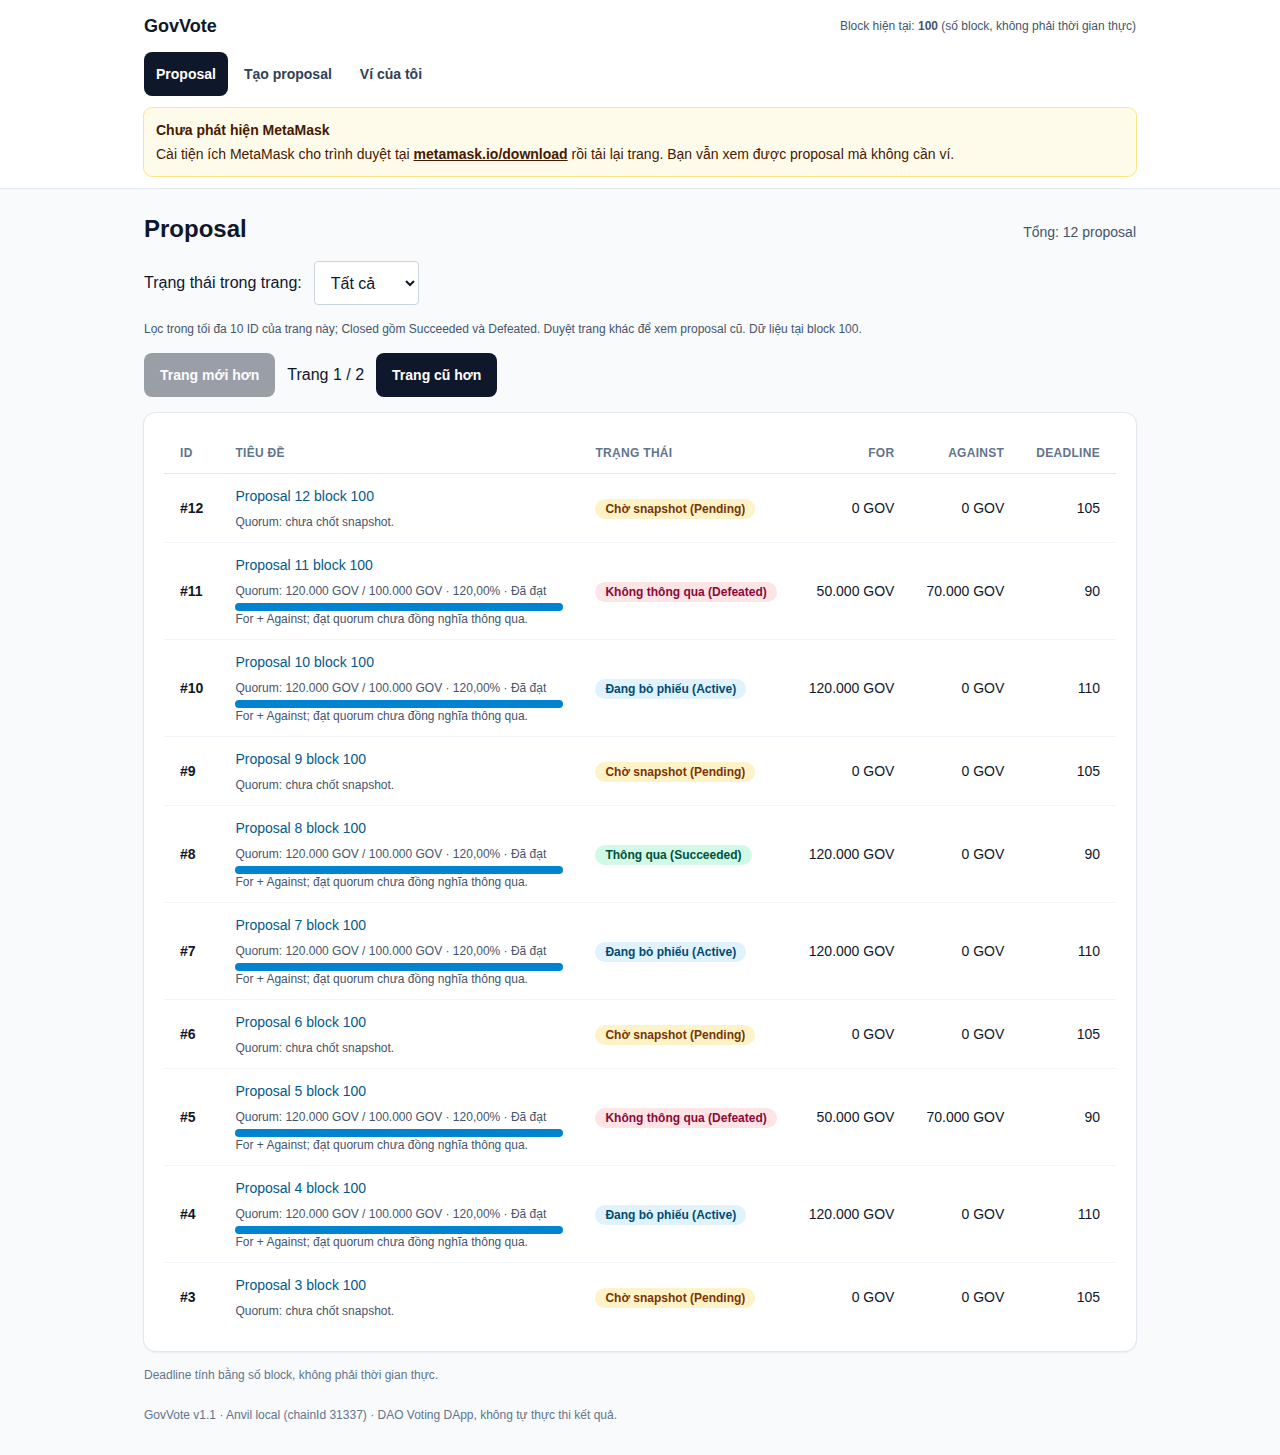 GovVote
Block hiện tại: 100 (số block, không phải thời gian thực)
Proposal Tạo proposal Ví của tôi
Chưa phát hiện MetaMask
Cài tiện ích MetaMask cho trình duyệt tại metamask.io/download rồi tải lại trang. Bạn vẫn xem được proposal mà không cần ví.
Proposal
Tổng: 12 proposal
Trạng thái trong trang: Tất cả
Lọc trong tối đa 10 ID của trang này; Closed gồm Succeeded và Defeated. Duyệt trang khác để xem proposal cũ. Dữ liệu tại block 100.
Trang mới hơn Trang 1 / 2 Trang cũ hơn
ID TIÊU ĐỀ TRẠNG THÁI FOR AGAINST DEADLINE
#12 Proposal 12 block 100 Chờ snapshot (Pending) 0 GOV 0 GOV 105
Quorum: chưa chốt snapshot.
#11 Proposal 11 block 100 Không thông qua (Defeated) 50.000 GOV 70.000 GOV 90
Quorum: 120.000 GOV / 100.000 GOV · 120,00% · Đã đạt
For + Against; đạt quorum chưa đồng nghĩa thông qua.
#10 Proposal 10 block 100 Đang bỏ phiếu (Active) 120.000 GOV 0 GOV 110
Quorum: 120.000 GOV / 100.000 GOV · 120,00% · Đã đạt
For + Against; đạt quorum chưa đồng nghĩa thông qua.
#9 Proposal 9 block 100 Chờ snapshot (Pending) 0 GOV 0 GOV 105
Quorum: chưa chốt snapshot.
#8 Proposal 8 block 100 Thông qua (Succeeded) 120.000 GOV 0 GOV 90
Quorum: 120.000 GOV / 100.000 GOV · 120,00% · Đã đạt
For + Against; đạt quorum chưa đồng nghĩa thông qua.
#7 Proposal 7 block 100 Đang bỏ phiếu (Active) 120.000 GOV 0 GOV 110
Quorum: 120.000 GOV / 100.000 GOV · 120,00% · Đã đạt
For + Against; đạt quorum chưa đồng nghĩa thông qua.
#6 Proposal 6 block 100 Chờ snapshot (Pending) 0 GOV 0 GOV 105
Quorum: chưa chốt snapshot.
#5 Proposal 5 block 100 Không thông qua (Defeated) 50.000 GOV 70.000 GOV 90
Quorum: 120.000 GOV / 100.000 GOV · 120,00% · Đã đạt
For + Against; đạt quorum chưa đồng nghĩa thông qua.
#4 Proposal 4 block 100 Đang bỏ phiếu (Active) 120.000 GOV 0 GOV 110
Quorum: 120.000 GOV / 100.000 GOV · 120,00% · Đã đạt
For + Against; đạt quorum chưa đồng nghĩa thông qua.
#3 Proposal 3 block 100 Chờ snapshot (Pending) 0 GOV 0 GOV 105
Quorum: chưa chốt snapshot.
Deadline tính bằng số block, không phải thời gian thực.
GovVote v1.1 · Anvil local (chainId 31337) · DAO Voting DApp, không tự thực thi kết quả.